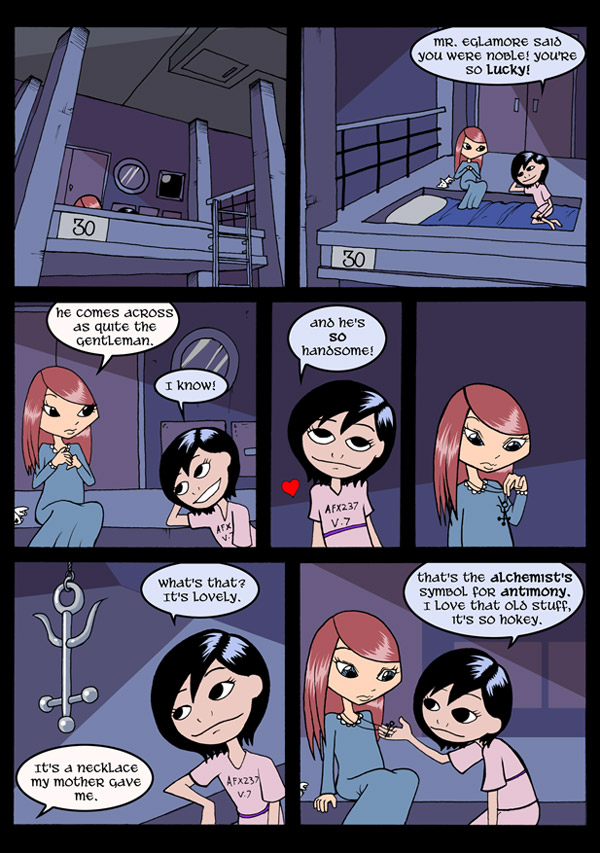 30
mr. eglamore said
you were noble! you're
so lucky!
30
he comes across
as quite the
gentleman.
I know!
AFX
V.7
and he's
so
handsome!
AFX237
V.7
what's that?
it's lovely.
it's a necklace
my mother gave
me.
AFX237
V.7
that's the alchemist's
symbol for antimony.
I love that old stuff,
it's so hokey.